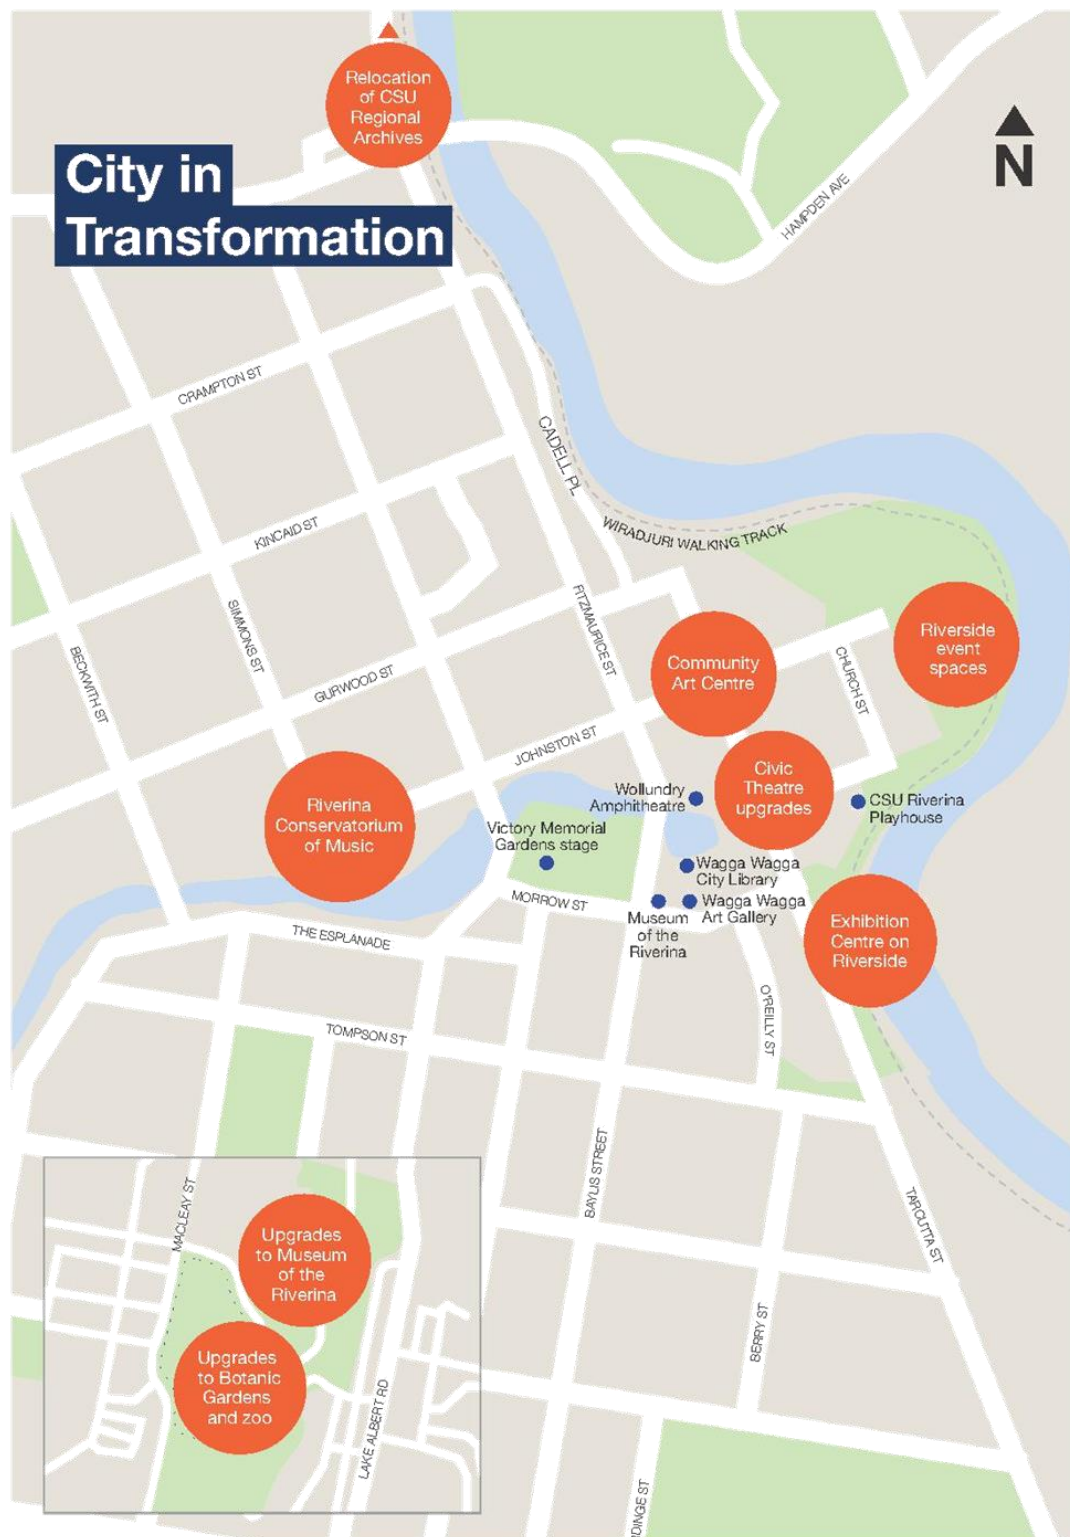 Relocation
of CSU
Regional
Archives
City in
Transformation
N
HAMPDEN AVE
CRAMPTON ST
CADELL PL
KINCAID ST
WIRADJURI WALKING TRACK
SIMMONS ST
FITZMAURICE ST
BECKWITH ST
GURWOOD ST
JOHNSTON ST
CHURCH ST
Riverside
event
spaces
Community
Art Centre
Civic
Theatre
upgrades
Riverina
Conservatorium
of Music
Wollundry
Amphitheatre
CSU Riverina
Playhouse
Victory Memorial
Gardens stage
Wagga Wagga
City Library
Wagga Wagga
Art Gallery
MORROW ST
Museum
of the
Riverina
Exhibition
Centre on
Riverside
THE ESPLANADE
O'REILLY ST
TOMPSON ST
BAYLIS STREET
TARCUTTA ST
MACLEAY ST
Upgrades
to Museum
of the
Riverina
BERRY ST
Upgrades
to Botanic
Gardens
and zoo
LAKE ALBERT RD
DINGE ST